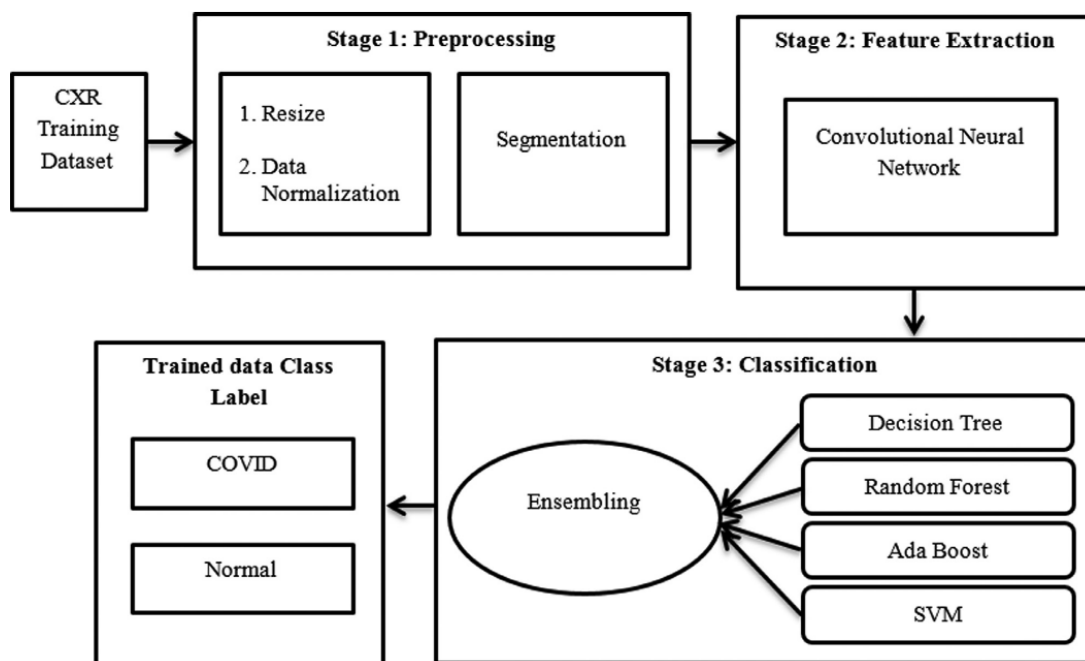 CXR
Training
Dataset
Stage 1: Preprocessing
1. Resize
2. Data
Normalization
Segmentation
Stage 2: Feature Extraction
Convolutional Neural
Network
Stage 3: Classification
Decision Tree
Random Forest
Ada Boost
SVM
Ensembling
Trained data Class
Label
COVID
Normal